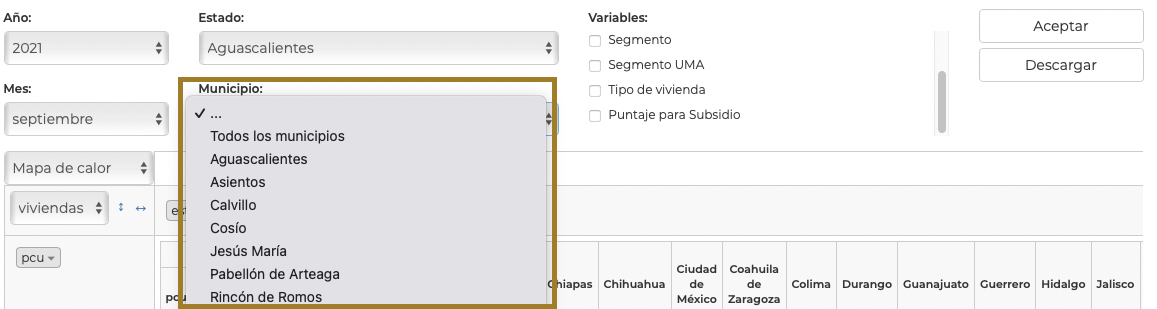 Año:
2021
Estado:
Aguascalientes
Variables:
Segmento
Segmento UMA
Tipo de vivienda
Puntaje para Subsidio
Aceptar
Descargar
Mes:
septiembre
Municipio:
...
Todos los municipios
Aguascalientes
Asientos
Calvillo
Cosío
Jesús María
Pabellón de Arteaga
Rincón de Romos
Mapa de calor
viviendas
pcu
Chiapas
Chihuahua
Ciudad
de
México
Coahuila
de
Zaragoza
Colima
Durango
Guanajuato
Guerrero
Hidalgo
Jalisco